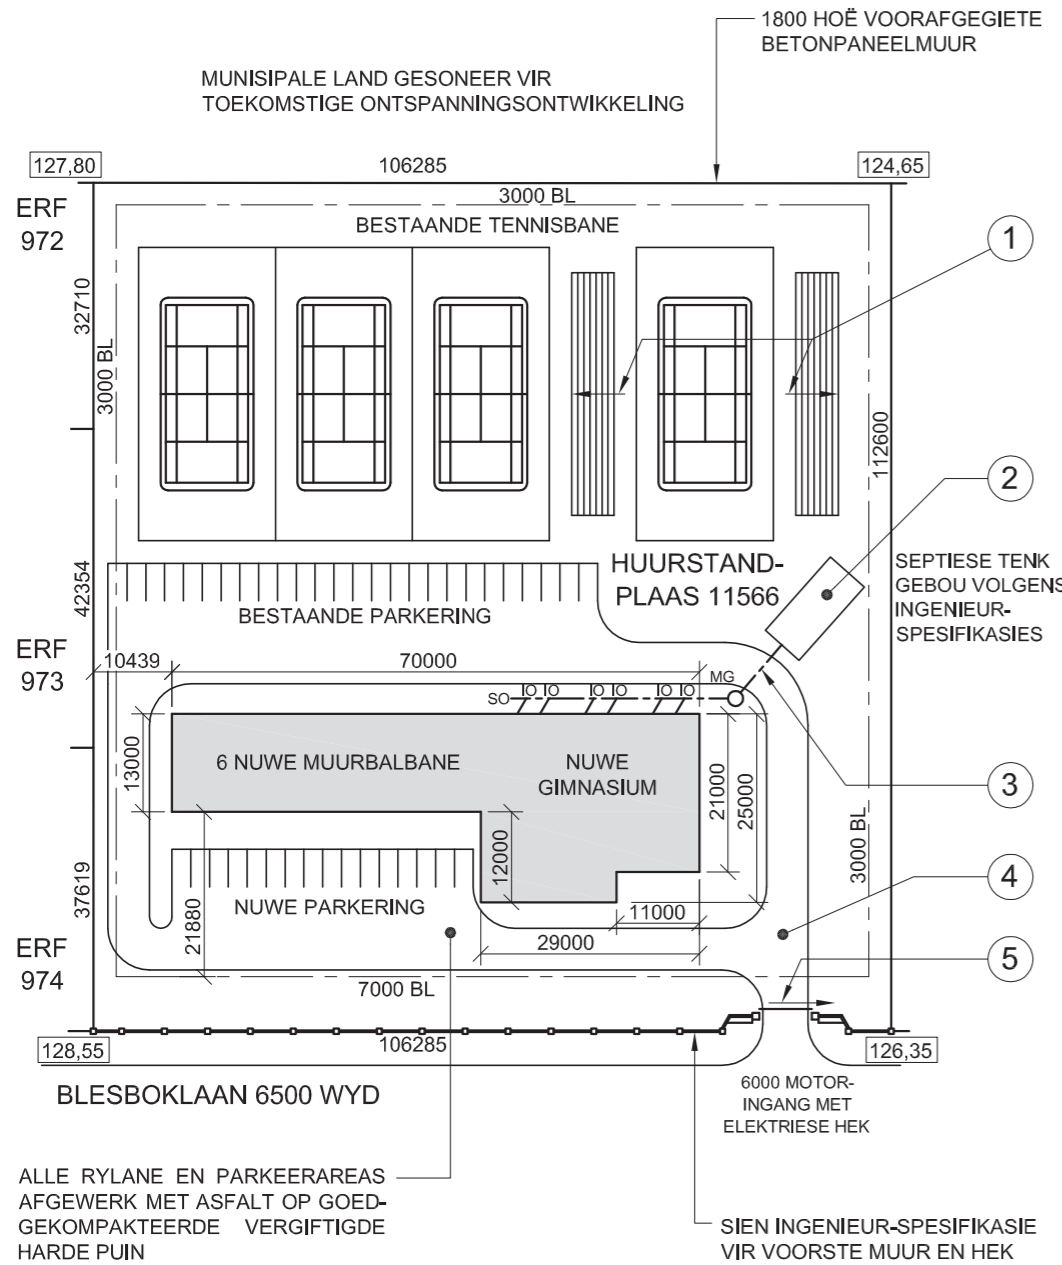 1800 HOË VOORAFGEGIETE
BETONPANEELMUUR
MUNISIPALE LAND GESONEER VIR
TOEKOMSTIGE ONTSPANNINGSONTWIKKELING
127,80
106285
124,65
ERF
972
3000 BL
BESTAANDE TENNISBANE
1
32710
3000 BL
112600
2
HUURSTAND-
PLAAS 11566
SEPTIESE TENK
GEBOU VOLGENS
INGENIEUR-
SPESIFIKASIES
42354
BESTAANDE PARKERING
ERF
973
10439
70000
SO
IO
IO
IO
IO
IO
IO
MG
13000
6 NUWE MUURBALBANE
NUWE
GIMNASIUM
21000
25000
3
12000
3000 BL
4
37619
21880
NUWE PARKERING
11000
29000
ERF
974
5
7000 BL
128,55
106285
126,35
BLESBOKLAAN 6500 WYD
6000 MOTOR-
INGANG MET
ELEKTRIESE HEK
ALLE RYLANE EN PARKEERAREAS
AFGEWERK MET ASFALT OP GOED-
GEKOMPAKTEERDE VERGIFTIGDE
HARDE PUIN
SIEN INGENIEUR-SPESIFIKASIE
VIR VOORSTE MUUR EN HEK